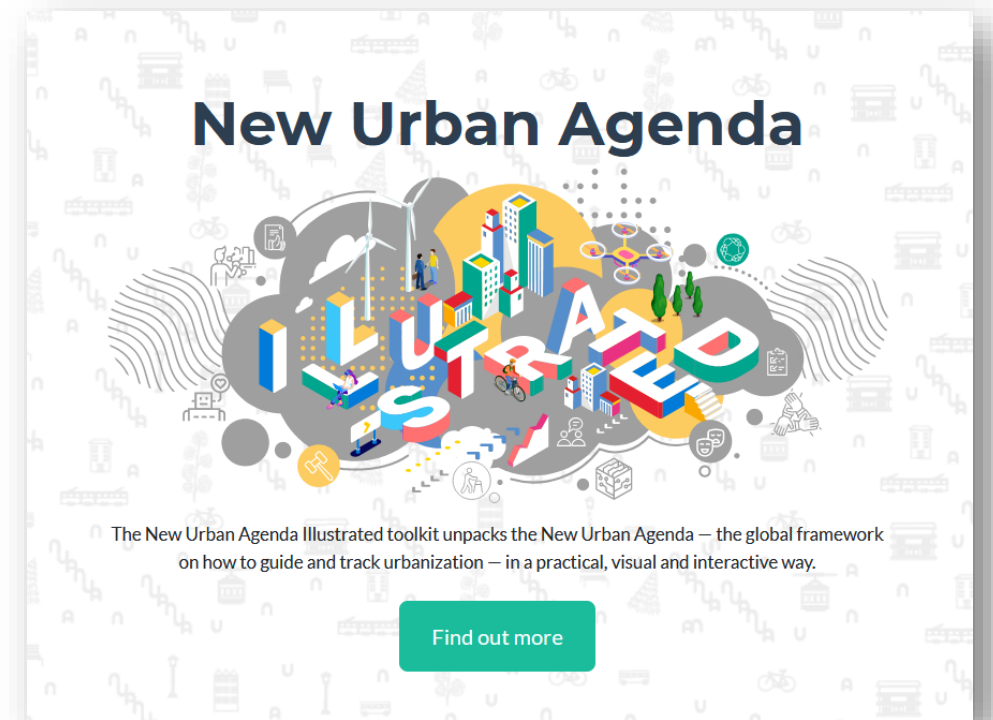 New Urban Agenda
ILLUSTRATED
The New Urban Agenda Illustrated toolkit unpacks the New Urban Agenda — the global framework
on how to guide and track urbanization — in a practical, visual and interactive way.
Find out more